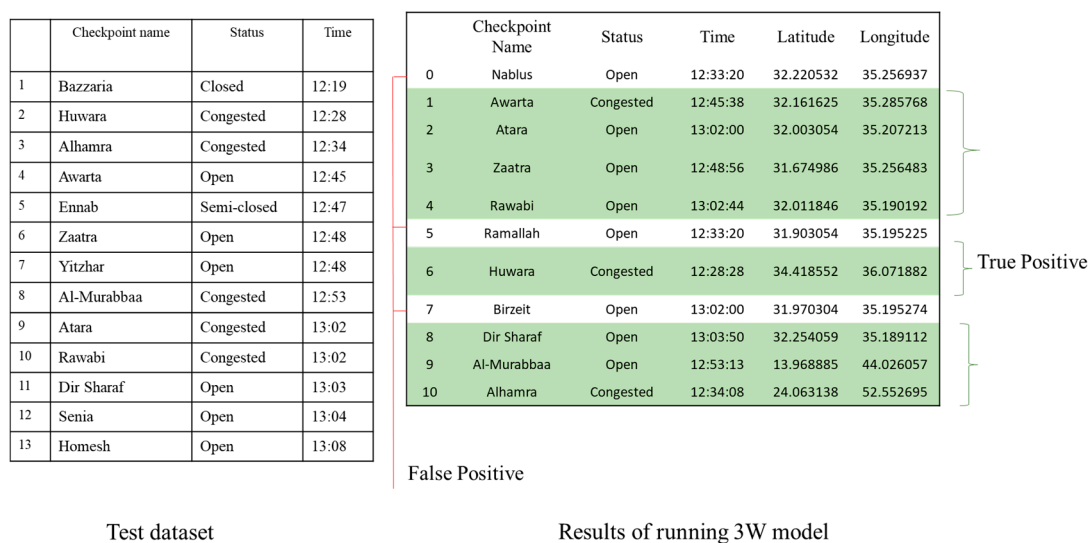 Checkpoint name Status Time
1 Bazzaria Closed 12:19
2 Huwara Congested 12:28
3 Alhamra Congested 12:34
4 Awarta Open 12:45
5 Ennab Semi-closed 12:47
6 Zaatra Open 12:48
7 Yitzhar Open 12:48
8 Al-Murabbaa Congested 12:53
9 Atara Congested 13:02
10 Rawabi Congested 13:02
11 Dir Sharaf Open 13:03
12 Senia Open 13:04
13 Homesh Open 13:08
Test dataset
Checkpoint
Name Status Time Latitude Longitude
0 Nablus Open 12:33:20 32.220532 35.256937
1 Awarta Congested 12:45:38 32.161625 35.285768
2 Atara Open 13:02:00 32.003054 35.207213
3 Zaatra Open 12:48:56 31.674986 35.256483
4 Rawabi Open 13:02:44 32.011846 35.190192
5 Ramallah Open 12:33:20 31.903054 35.195225
6 Huwara Congested 12:28:28 34.418552 36.071882
7 Birzeit Open 13:02:00 31.970304 35.195274
8 Dir Sharaf Open 13:03:50 32.254059 35.189112
9 Al-Murabbaa Open 12:53:13 13.968885 44.026057
10 Alhamra Congested 12:34:08 24.063138 52.552695
True Positive
False Positive
Results of running 3W model